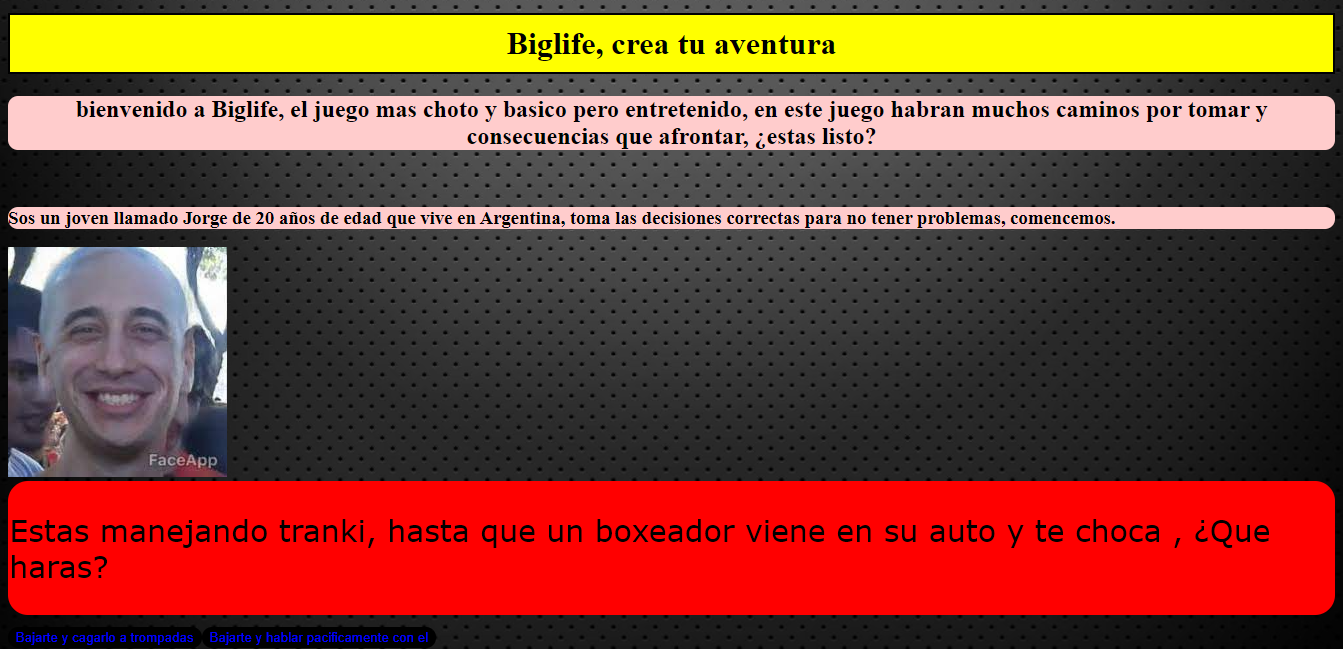 Biglife, crea tu aventura
bienvenido a Biglife, el juego mas choto y basico pero entretenido, en este juego habran muchos caminos por tomar y
consecuencias que afrontar, ¿estas listo?
Sos un joven llamado Jorge de 20 años de edad que vive en Argentina, toma las decisiones correctas para no tener problemas, comencemos.
FaceApp
Estas manejando tranki, hasta que un boxeador viene en su auto y te choca , ¿Que
haras?
Bajarte y cagarlo a trompadas Bajarte y hablar pacificamente con el